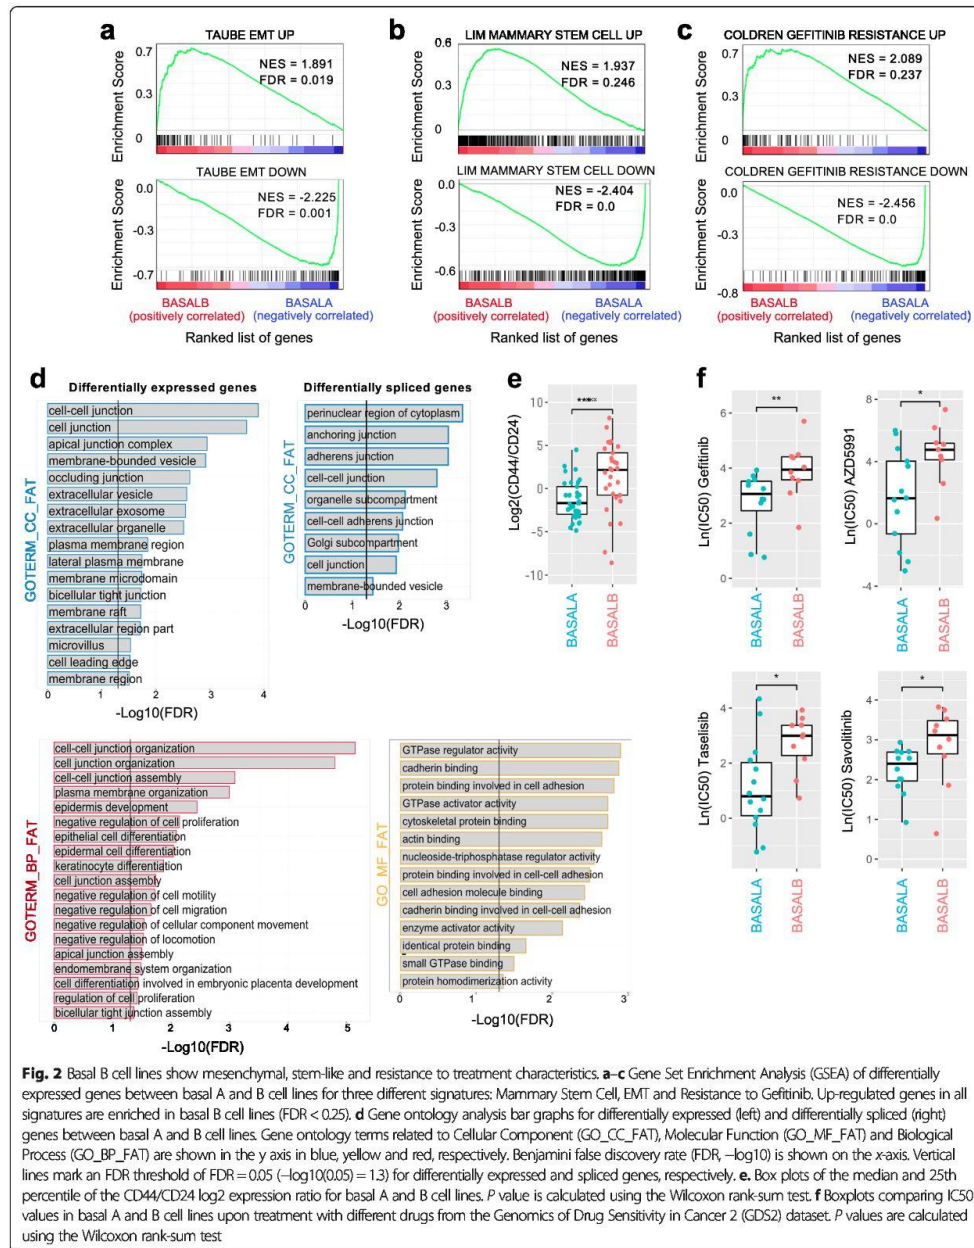 a
TAUBE EMT UP
Enrichment Score
0.7
0.3
0
NES = 1.891
FDR = 0.019
TAUBE EMT DOWN
Enrichment Score
0.0
-0.3
-0.7
NES = -2.225
FDR = 0.001
BASALB
(positively correlated)
BASALA
(negatively correlated)
Ranked list of genes
b
LIM MAMMARY STEM CELL UP
Enrichment Score
0.6
0.3
0
NES = 1.937
FDR = 0.246
LIM MAMMARY STEM CELL DOWN
Enrichment Score
0.0
-0.3
-0.6
NES = -2.404
FDR = 0.0
BASALB
(positively correlated)
BASALA
(negatively correlated)
Ranked list of genes
c
COLDREN GEFITINIB RESISTANCE UP
Enrichment Score
0.7
0.3
0
NES = 2.089
FDR = 0.237
COLDREN GEFITINIB RESISTANCE DOWN
Enrichment Score
0.0
-0.3
-0.8
NES = -2.456
FDR = 0.0
BASALB
(positively correlated)
BASALA
(negatively correlated)
Ranked list of genes
d
Differentially expressed genes
GOTERM_CC_FAT
cell-cell junction
cell junction
apical junction complex
membrane-bounded vesicle
occluding junction
extracellular vesicle
extracellular exosome
extracellular organelle
plasma membrane region
lateral plasma membrane
membrane microdomain
bicellular tight junction
membrane raft
extracellular region part
microvillus
cell leading edge
membrane region
0 1 2 3 4
-Log10(FDR)
Differentially spliced genes
GOTERM_CC_FAT
perinuclear region of cytoplasm
anchoring junction
adherens junction
cell-cell junction
organelle subcompartment
cell-cell adherens junction
Golgi subcompartment
cell junction
membrane-bounded vesicle
0 1 2 3
-Log10(FDR)
GOTERM_BP_FAT
cell-cell junction organization
cell junction organization
cell-cell junction assembly
plasma membrane organization
epidermis development
negative regulation of cell proliferation
epithelial cell differentiation
epidermal cell differentiation
keratinocyte differentiation
cell junction assembly
negative regulation of cell motility
negative regulation of cell migration
negative regulation of cellular component movement
negative regulation of locomotion
apical junction assembly
endomembrane system organization
cell differentiation involved in embryonic placenta development
regulation of cell proliferation
bicellular tight junction assembly
0 1 2 3 4 5
-Log10(FDR)
GO_MF_FAT
GTPase regulator activity
cadherin binding
protein binding involved in cell adhesion
GTPase activator activity
cytoskeletal protein binding
actin binding
nucleoside-triphosphatase regulator activity
protein binding involved in cell-cell adhesion
cell adhesion molecule binding
cadherin binding involved in cell-cell adhesion
enzyme activator activity
identical protein binding
small GTPase binding
protein homodimerization activity
0 1 2 3
-Log10(FDR)
e
Log2(CD44/CD24)
10
5
0
-5
-10
BASALA
BASALB
f
Ln(IC50) Gefitinib
**
6
4
2
0
BASALA
BASALB
Ln(IC50) AZD5991
*
8
4
0
-4
BASALA
BASALB
Ln(IC50) Taselisib
*
4
2
0
BASALA
BASALB
Ln(IC50) Savolitinib
*
4
3
2
1
0
BASALA
BASALB
Fig. 2 Basal B cell lines show mesenchymal, stem-like and resistance to treatment characteristics. a–c Gene Set Enrichment Analysis (GSEA) of differentially
expressed genes between basal A and B cell lines for three different signatures: Mammary Stem Cell, EMT and Resistance to Gefitinib. Up-regulated genes in all
signatures are enriched in basal B cell lines (FDR < 0.25). d Gene ontology analysis bar graphs for differentially expressed (left) and differentially spliced (right)
genes between basal A and B cell lines. Gene ontology terms related to Cellular Component (GO_CC_FAT), Molecular Function (GO_MF_FAT) and Biological
Process (GO_BP_FAT) are shown in the y axis in blue, yellow and red, respectively. Benjamini false discovery rate (FDR, −log10) is shown on the x-axis. Vertical
lines mark an FDR threshold of FDR = 0.05 (−log10(0.05) = 1.3) for differentially expressed and spliced genes, respectively. e. Box plots of the median and 25th
percentile of the CD44/CD24 log2 expression ratio for basal A and B cell lines. P value is calculated using the Wilcoxon rank-sum test. f Boxplots comparing IC50
values in basal A and B cell lines upon treatment with different drugs from the Genomics of Drug Sensitivity in Cancer 2 (GDS2) dataset. P values are calculated
using the Wilcoxon rank-sum test